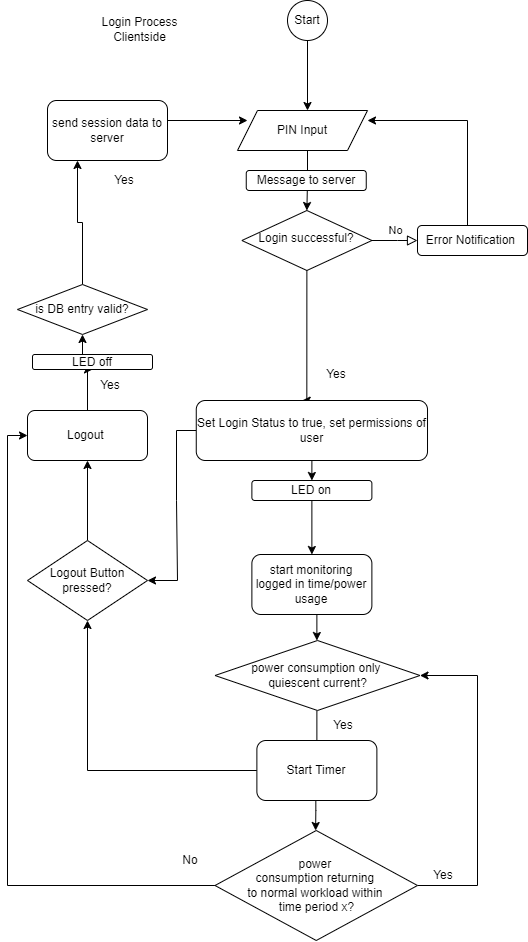 Login Process
Clientside
Start
send session data to
server
PIN Input
Yes
Message to server
Login successful?
No
Error Notification
is DB entry valid?
LED off
Yes
Yes
Logout
Set Login Status to true, set permissions of
user
LED on
Logout Button
pressed?
start monitoring
logged in time/power
usage
power consumption only
quiescent current?
Yes
Start Timer
No
power
consumption returning
to normal workload within
time period x?
Yes